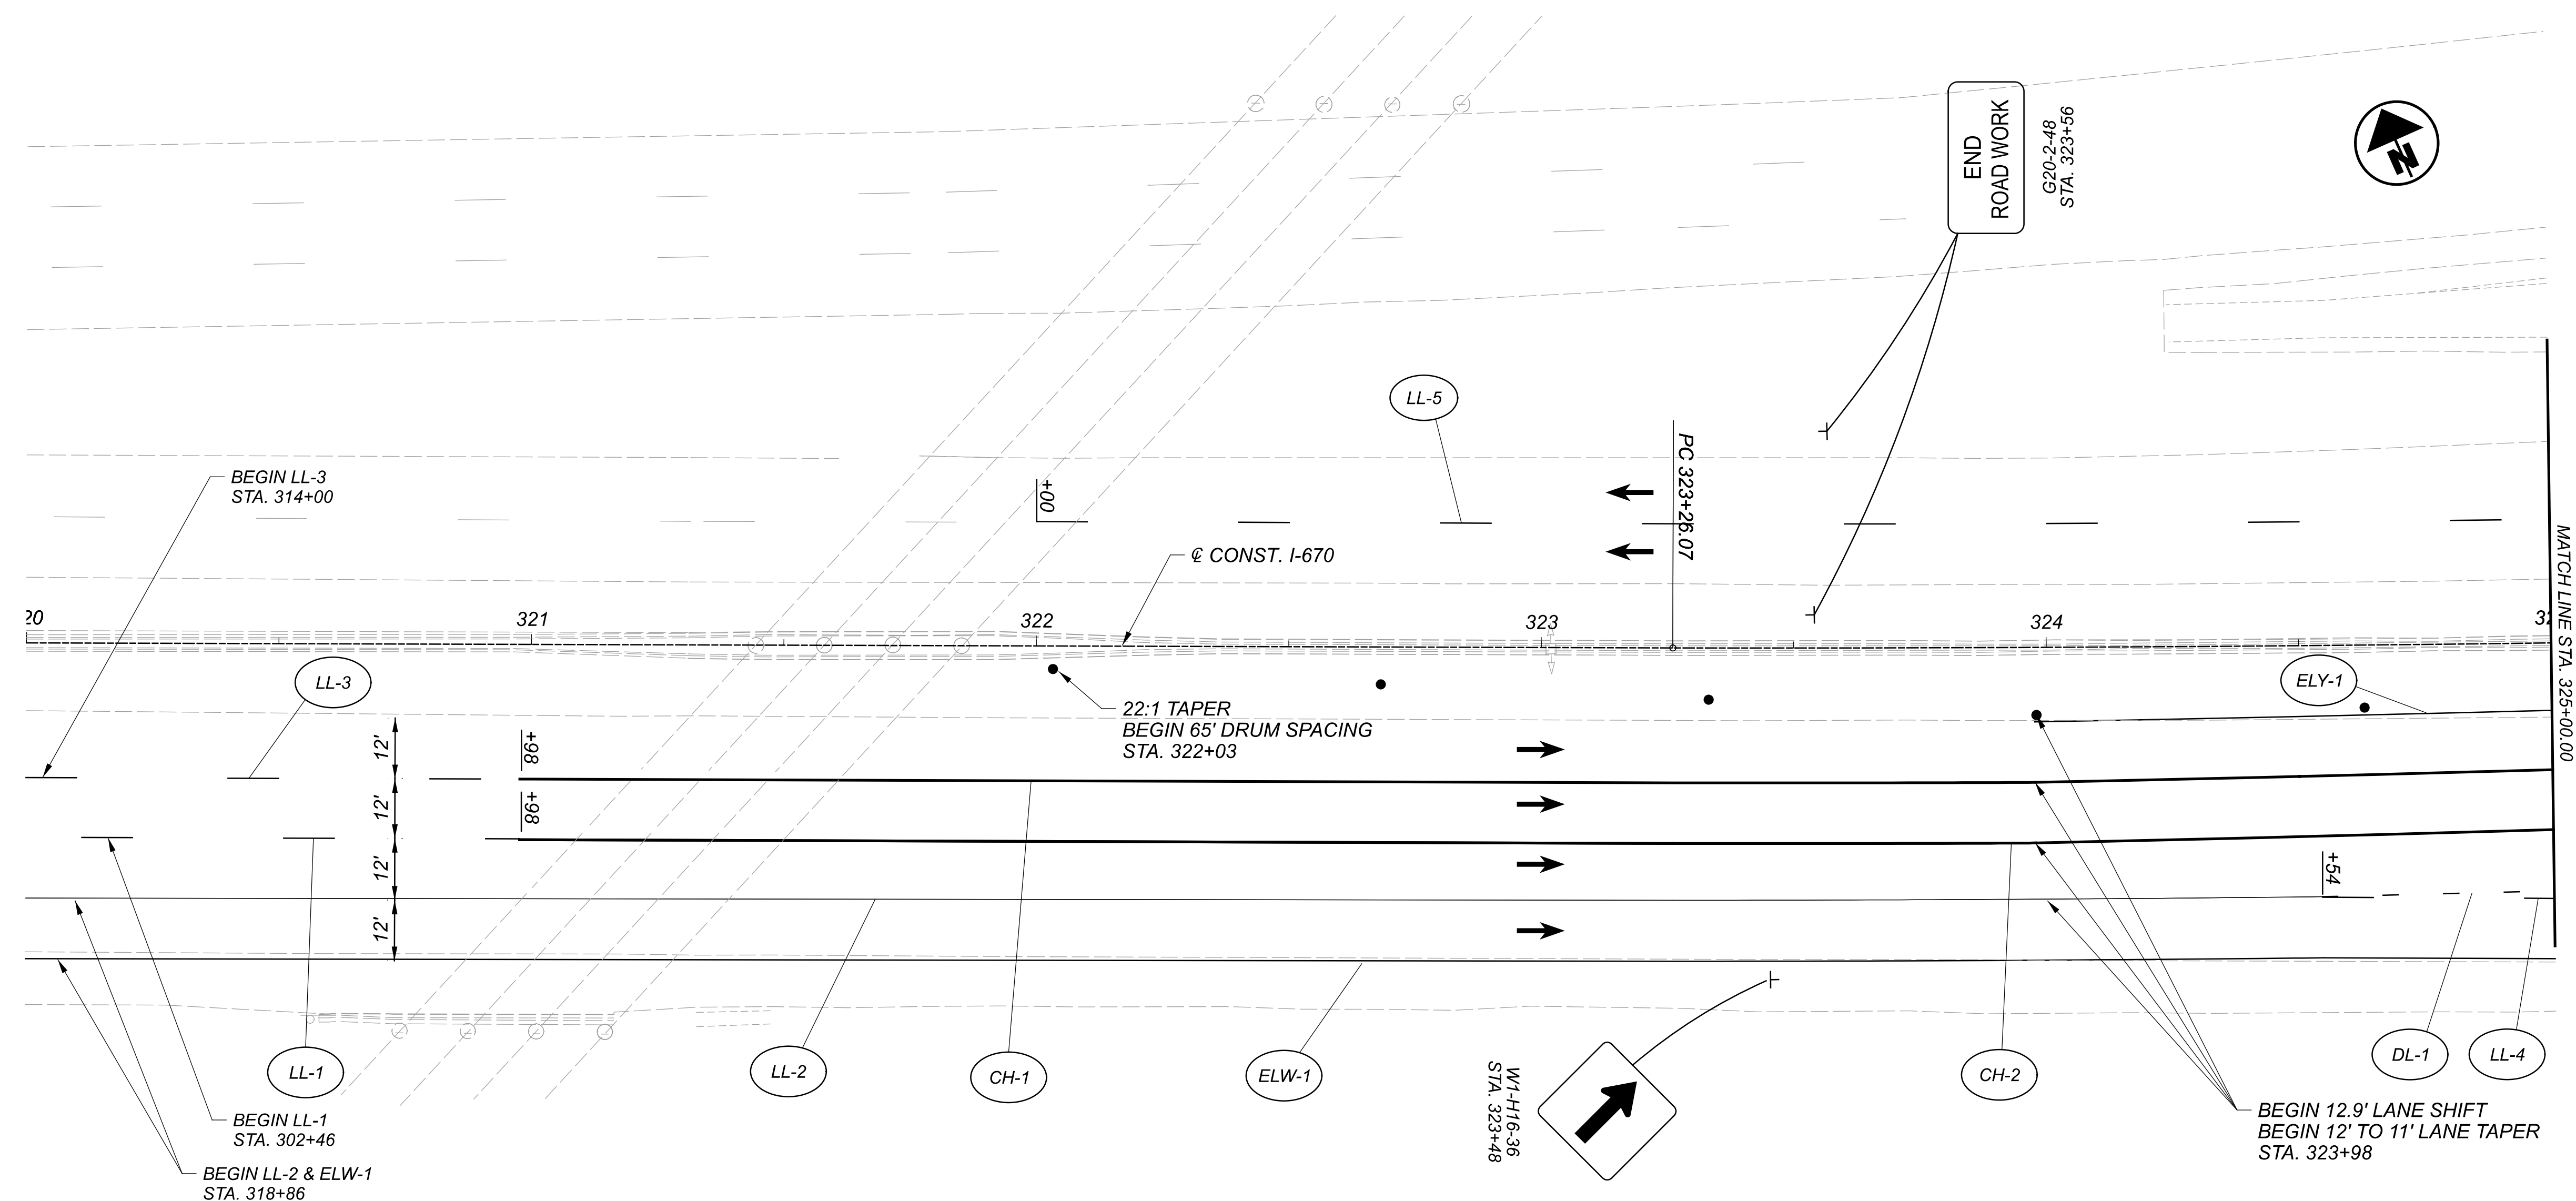 END
ROAD WORK
G20-2-48
STA. 323+56
N
LL-5
PC 323+26.07
BEGIN LL-3
STA. 314+00
+00
℄ CONST. I-670
MATCH LINE STA. 325+00.00
20
321
322
323
324
32
LL-3
ELY-1
22:1 TAPER
BEGIN 65' DRUM SPACING
STA. 322+03
12'
12'
12'
12'
+98
+98
+54
LL-1
LL-2
CH-1
ELW-1
CH-2
DL-1
LL-4
W1-H16-36
STA. 323+48
BEGIN LL-1
STA. 302+46
BEGIN LL-2 & ELW-1
STA. 318+86
BEGIN 12.9' LANE SHIFT
BEGIN 12' TO 11' LANE TAPER
STA. 323+98